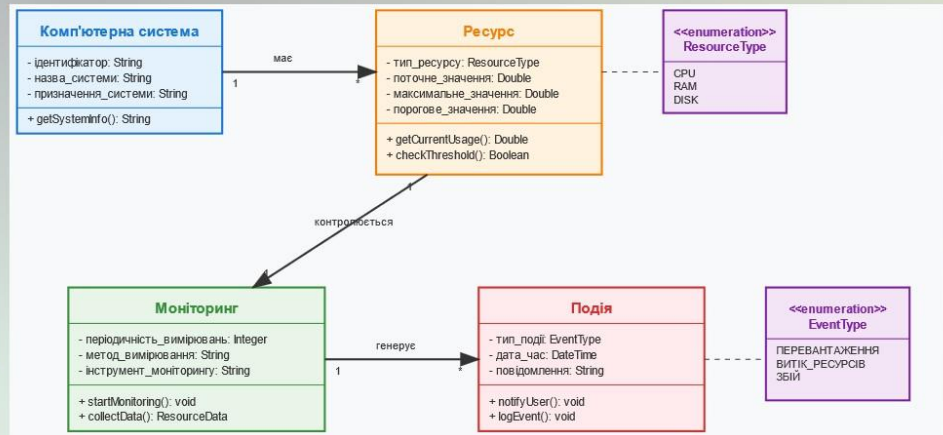 Комп'ютерна система
- ідентифікатор: String
- назва_системи: String
- призначення_системи: String
+ getSystemInfo(): String
має
1
*
Ресурс
- тип_ресурсу: ResourceType
- поточне_значення: Double
- максимальне_значення: Double
- порогове_значення: Double
+ getCurrentUsage(): Double
+ checkThreshold(): Boolean
<<enumeration>>
ResourceType
CPU
RAM
DISK
1
контролюється
1
Моніторинг
- періодичність_вимірювань: Integer
- метод_вимірювання: String
- інструмент_моніторингу: String
+ startMonitoring(): void
+ collectData(): ResourceData
генерує
1
*
Подія
- тип_події: EventType
- дата_час: DateTime
- повідомлення: String
+ notifyUser(): void
+ logEvent(): void
<<enumeration>>
EventType
ПЕРЕВАНТАЖЕННЯ
ВИТІК_РЕСУРСІВ
ЗБІЙ